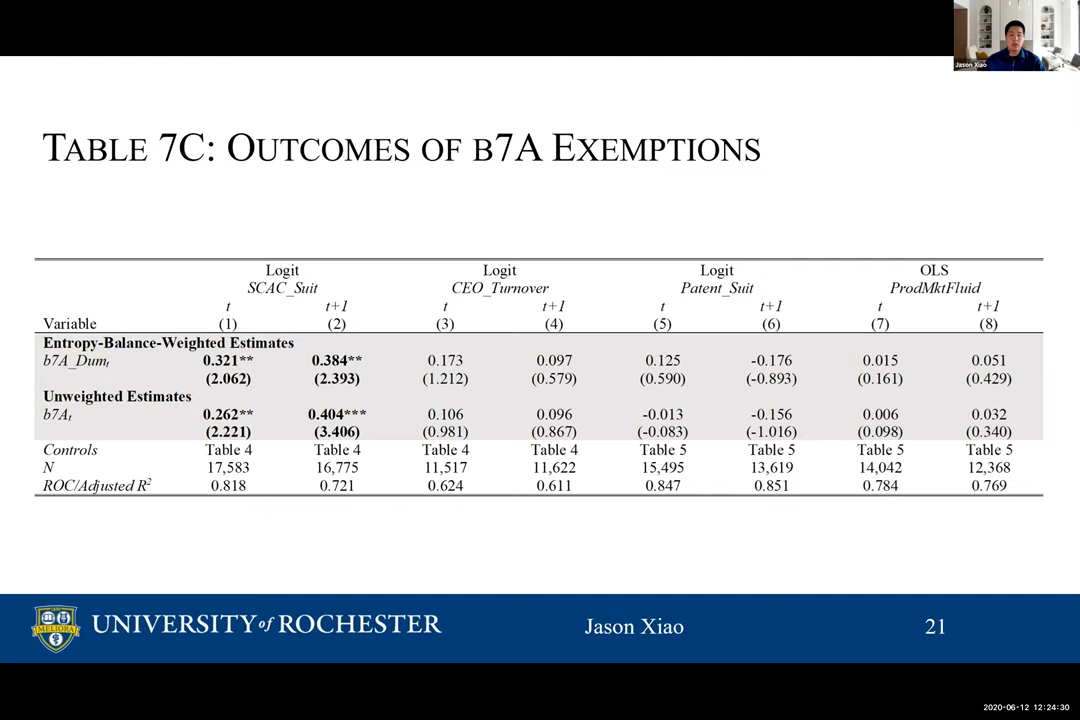 Jason Xiao
TABLE 7C: OUTCOMES OF B7A EXEMPTIONS
Logit Logit Logit OLS
SCAC_Suit CEO_Turnover Patent_Suit ProdMktFluid
t t+1 t t+1 t t+1 t t+1
Variable (1) (2) (3) (4) (5) (6) (7) (8)
Entropy-Balance-Weighted Estimates
b7A_Dumt 0.321** 0.384** 0.173 0.097 0.125 -0.176 0.015 0.051
(2.062) (2.393) (1.212) (0.579) (0.590) (-0.893) (0.161) (0.429)
Unweighted Estimates
b7At 0.262** 0.404*** 0.106 0.096 -0.013 -0.156 0.006 0.032
(2.221) (3.406) (0.981) (0.867) (-0.083) (-1.016) (0.098) (0.340)
Controls Table 4 Table 4 Table 4 Table 4 Table 5 Table 5 Table 5 Table 5
N 17,583 16,775 11,517 11,622 15,495 13,619 14,042 12,368
ROC/Adjusted R2 0.818 0.721 0.624 0.611 0.847 0.851 0.784 0.769
MELIORA
UNIVERSITY of ROCHESTER
Jason Xiao
21
2020-06-12 12:24:30